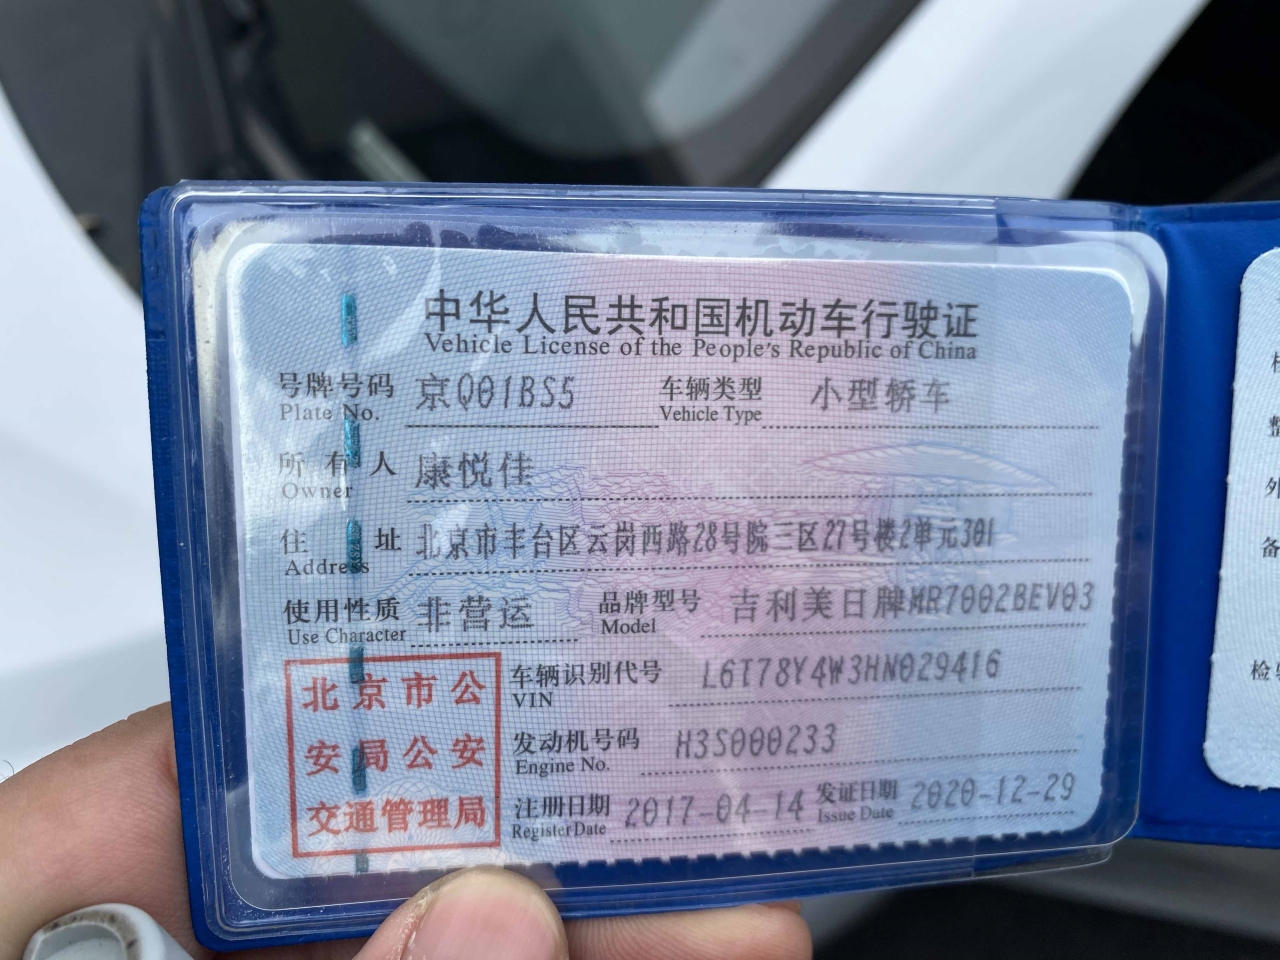 中华人民共和国机动车行驶证
Vehicle License of the People's Republic of China
号牌号码 京Q01BS5 车辆类型 小型轿车
Plate No. Vehicle Type
所有人 康悦佳
Owner
住址 北京市丰台区云岗西路28号院三区27号楼2单元301
Address
使用性质 非营运 品牌型号 吉利美日牌MR7002BEV03
Use Character Model
车辆识别代号 L6T78Y4W3HN029416
VIN
发动机号码 H3S000233
Engine No.
注册日期 2017-04-14 发证日期 2020-12-29
Register Date Issue Date
北京市公
安局公安
交通管理局
整
外
备
检验